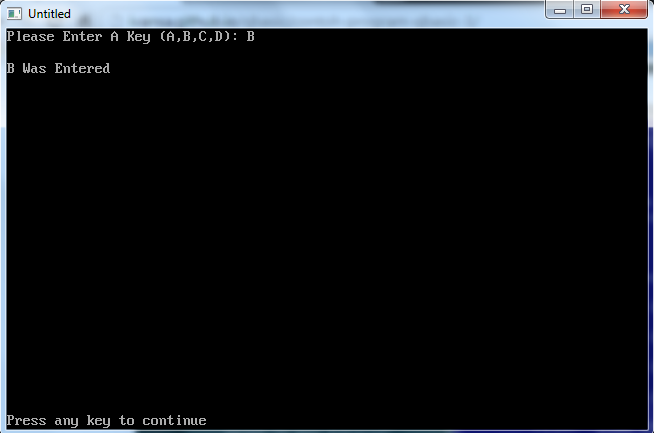 Untitled
Please Enter A Key (A,B,C,D): B
B Was Entered
Press any key to continue